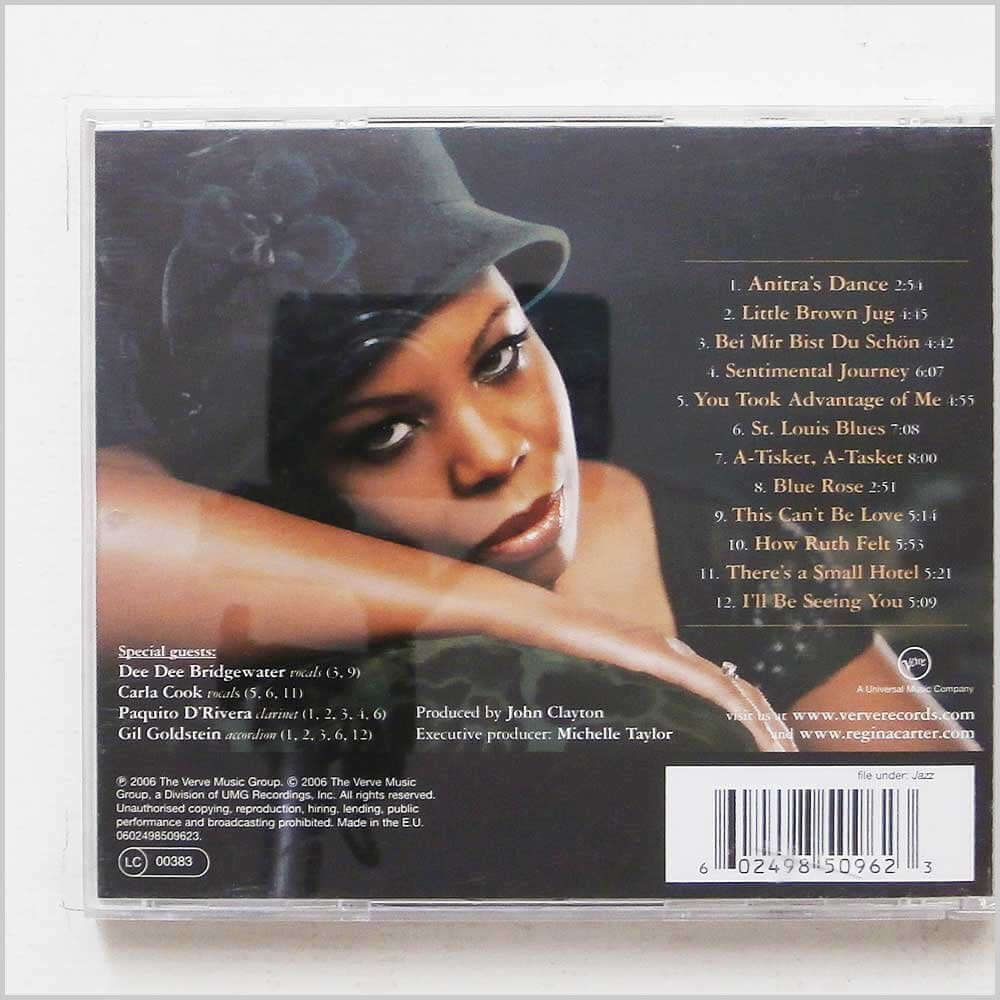 1. Anitra's Dance 2:54
2. Little Brown Jug 4:45
3. Bei Mir Bist Du Schön 4:42
4. Sentimental Journey 6:07
5. You Took Advantage of Me 4:55
6. St. Louis Blues 7:08
7. A-Tisket, A-Tasket 8:00
8. Blue Rose 2:51
9. This Can't Be Love 5:14
10. How Ruth Felt 5:53
11. There's a Small Hotel 5:21
12. I'll Be Seeing You 5:09
Special guests:
Dee Dee Bridgewater vocals (3, 9)
Carla Cook vocals (5, 6, 11)
Paquito D'Rivera clarinet (1, 2, 3, 4, 6)
Gil Goldstein accordion (1, 2, 3, 6, 12)
Produced by John Clayton
Executive producer: Michelle Taylor
Verve
A Universal Music Company
visit us at www.ververecords.com
and www.reginacarter.com
℗ 2006 The Verve Music Group. © 2006 The Verve Music
Group, a Division of UMG Recordings, Inc. All rights reserved.
Unauthorised copying, reproduction, hiring, lending, public
performance and broadcasting prohibited. Made in the E.U.
0602498509623.
LC 00383
file under: Jazz
6 02498 50962 3